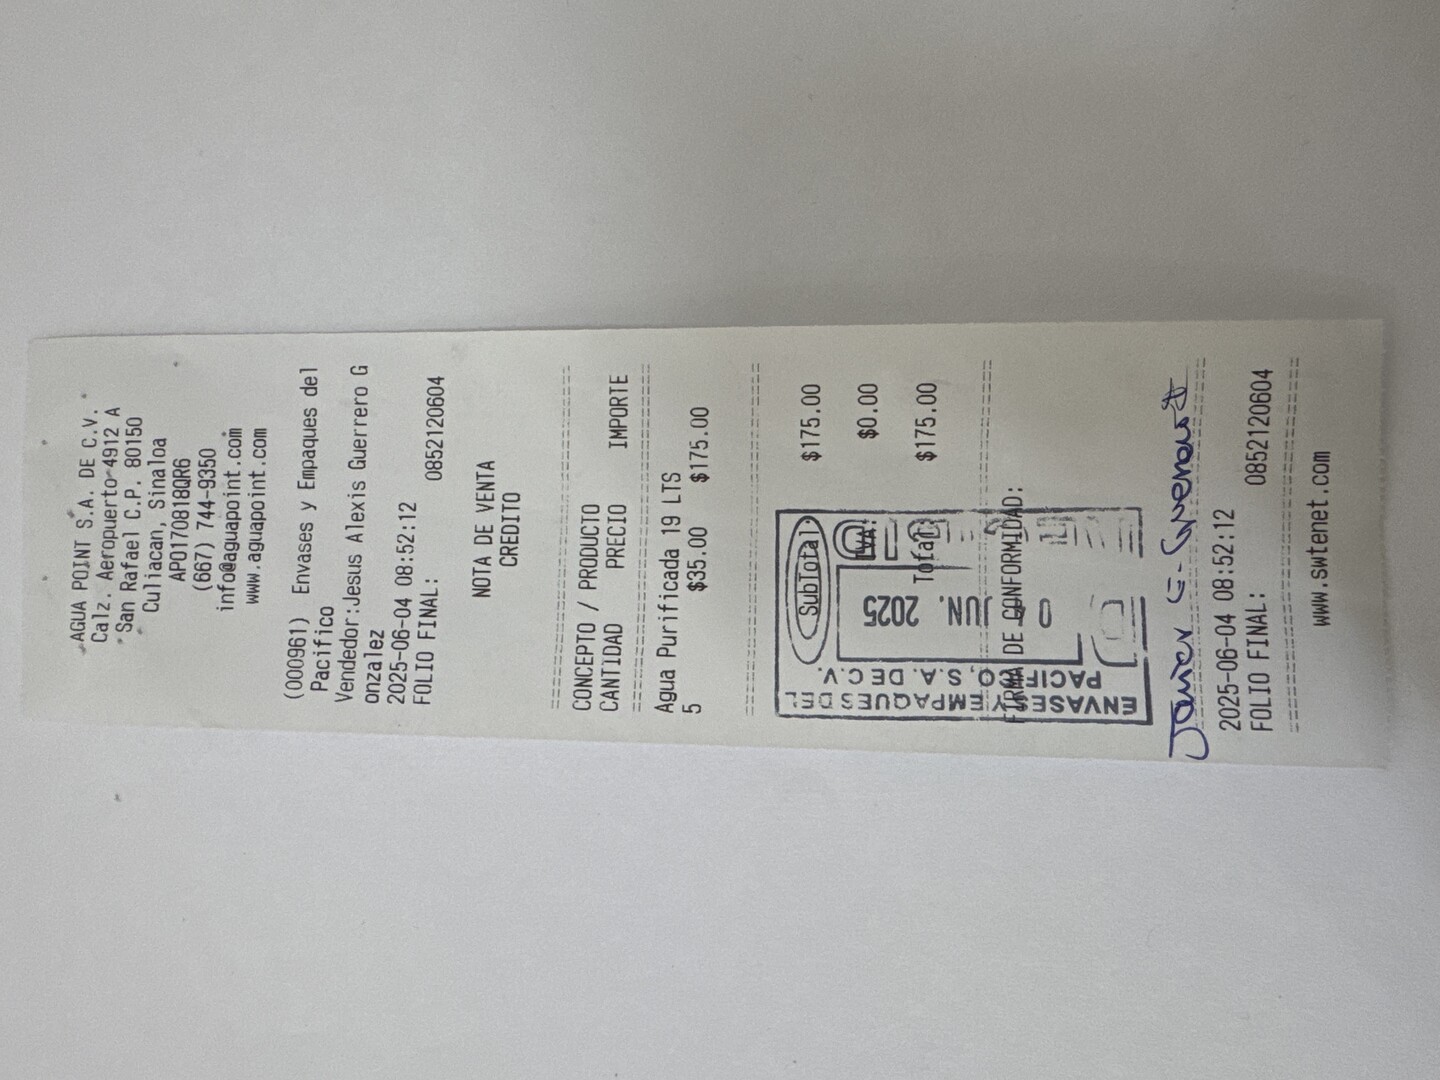 AGUA POINT S.A. DE C.V.
Calz. Aeropuerto 4912 A
San Rafael C.P. 80150
Culiacan, Sinaloa
APO170818QR6
(667) 744-9350
info@aguapoint.com
www.aguapoint.com
(000961) Envases y Empaques del
Pacifico
Vendedor:Jesus Alexis Guerrero G
onzalez
2025-06-04 08:52:12
FOLIO FINAL: 0852120604
NOTA DE VENTA
CREDITO
CONCEPTO / PRODUCTO
CANTIDAD PRECIO IMPORTE
Agua Purificada 19 LTS
5 $35.00 $175.00
SubTotal: $175.00
IVA: $0.00
Total: $175.00
ENVASES Y EMPAQUES DEL
PACIFICO, S.A. DE C.V.
JUN. 2025
FIRMA DE CONFORMIDAD:
Javier G. Guerrero
2025-06-04 08:52:12
FOLIO FINAL: 0852120604
www.swtenet.com